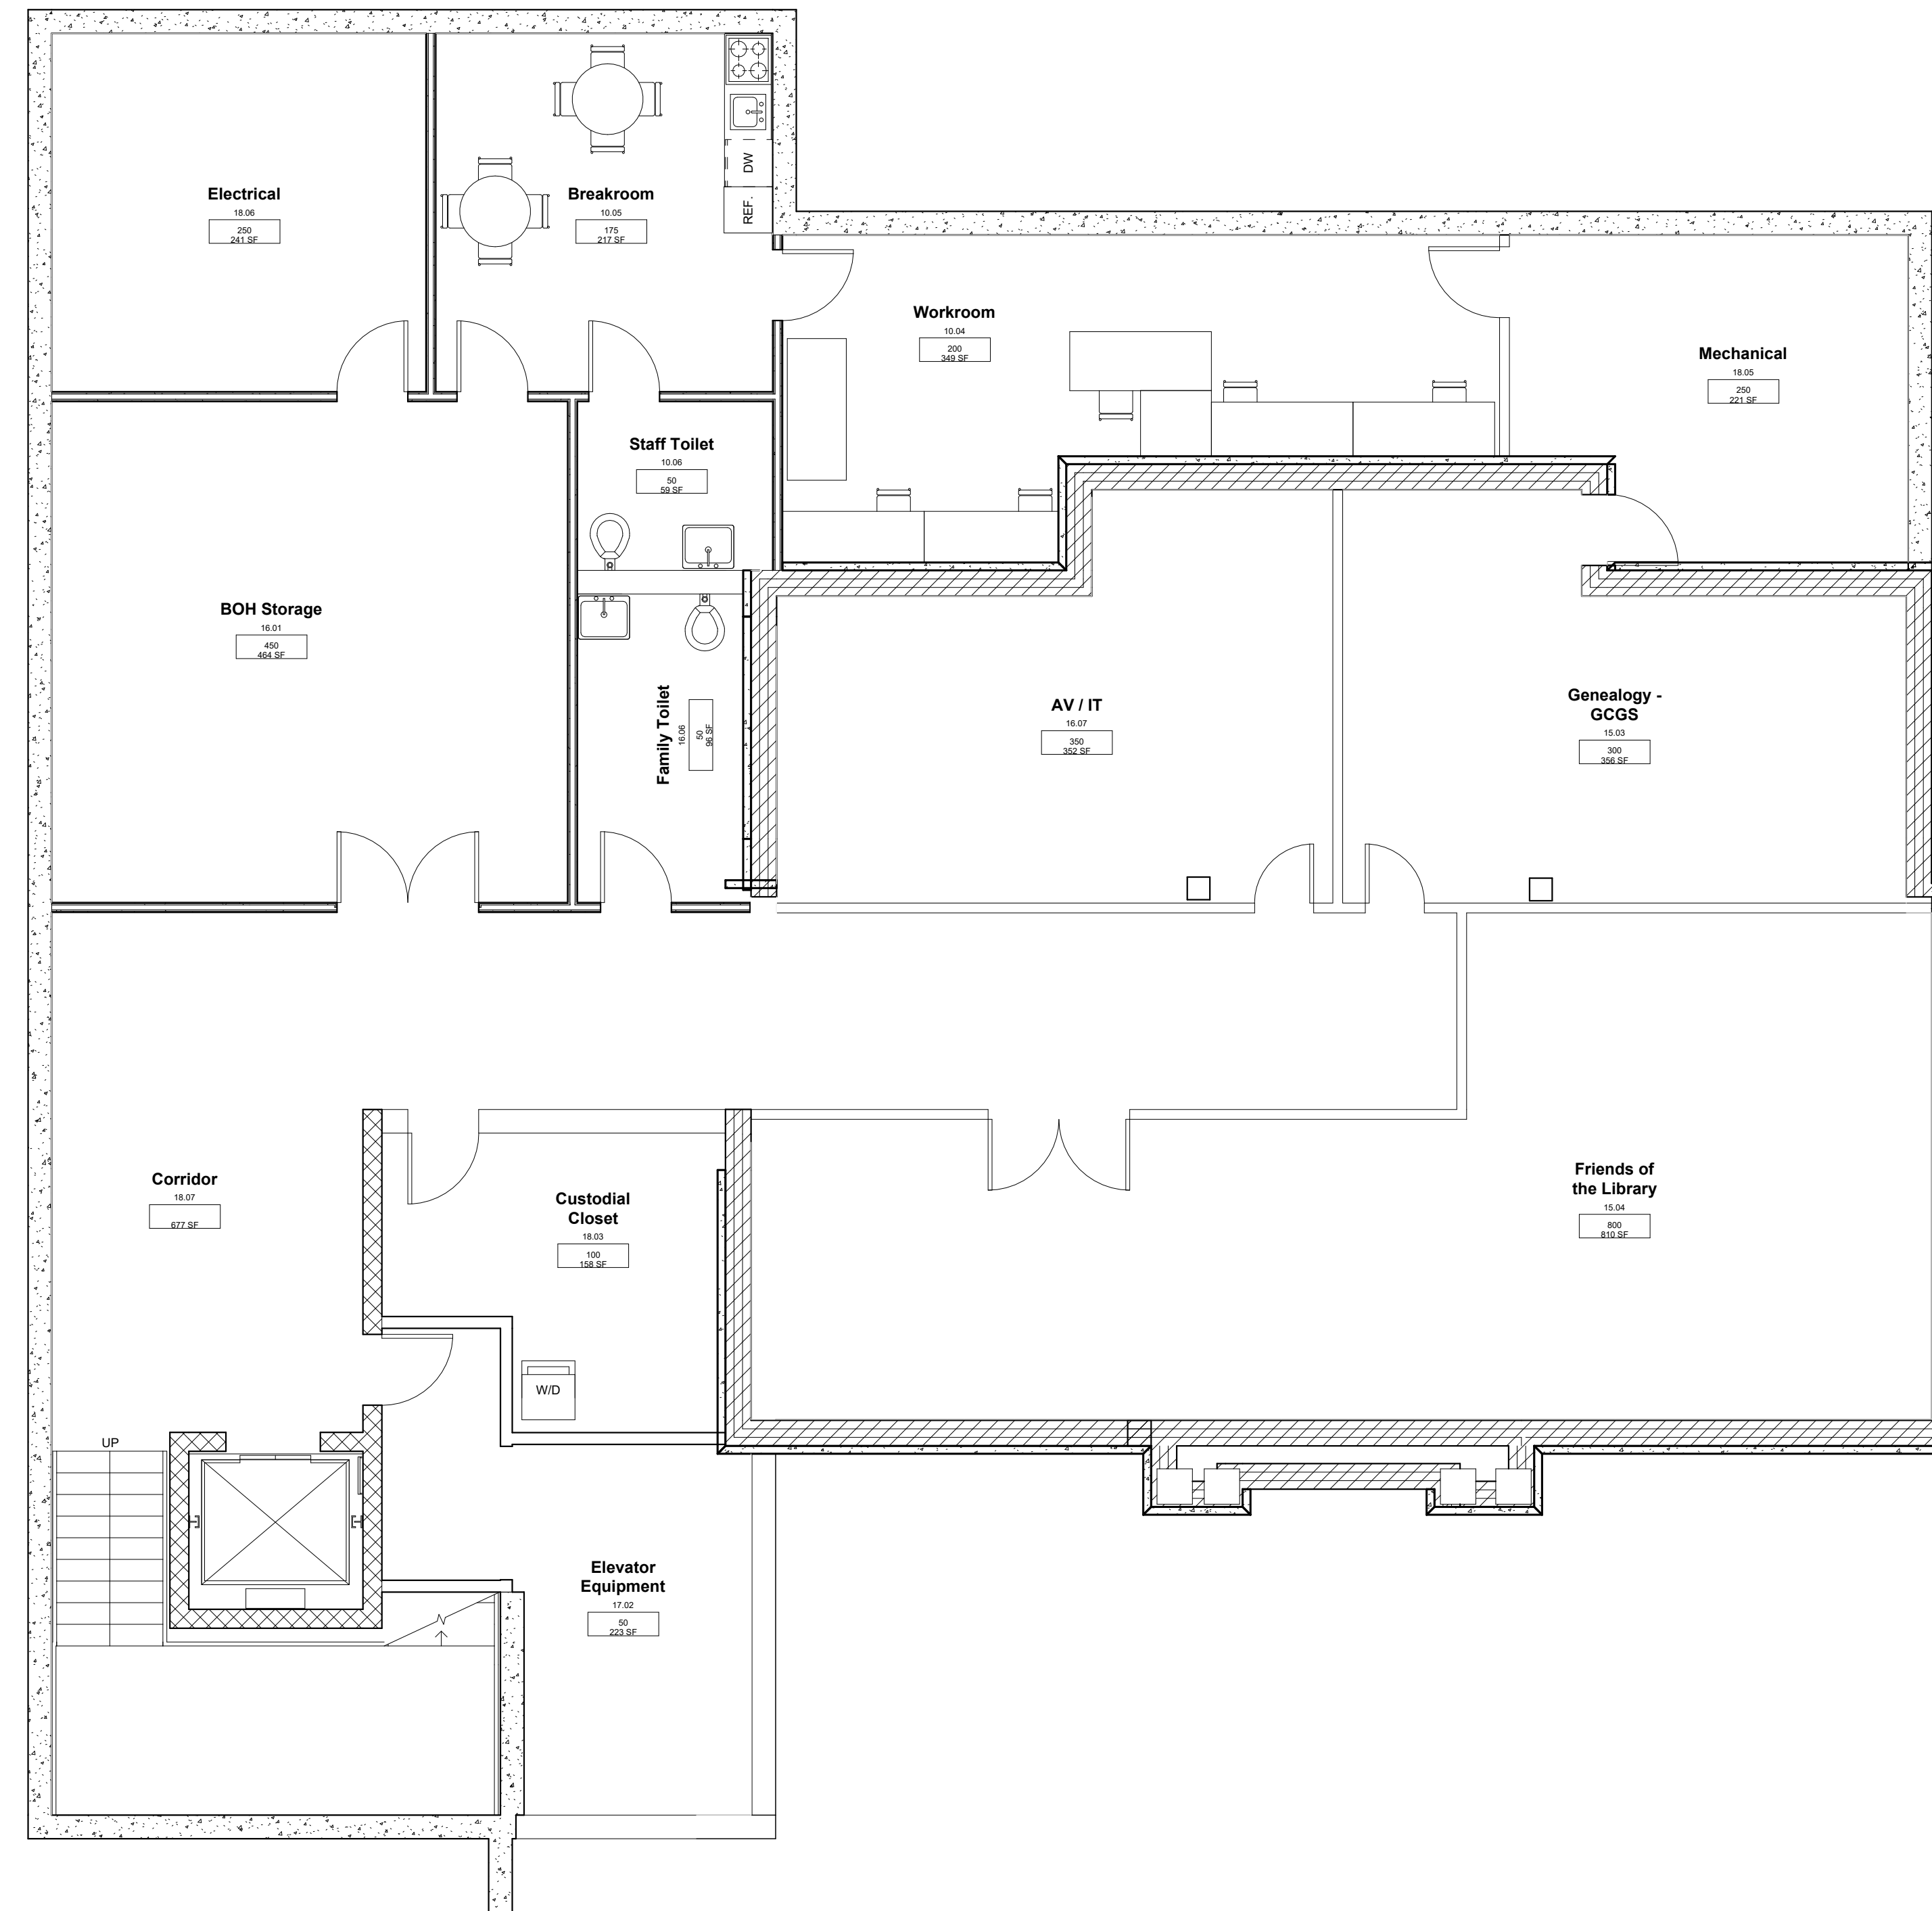 Electrical
18.06
250
241 SF
Breakroom
10.05
175
217 SF
DW
REF.
Workroom
10.04
200
349 SF
Mechanical
18.05
250
221 SF
Staff Toilet
10.06
50
59 SF
BOH Storage
16.01
450
464 SF
Family Toilet
16.06
50
96 SF
AV / IT
16.07
350
352 SF
Genealogy -
GCGS
15.03
300
356 SF
Corridor
18.07
677 SF
Custodial
Closet
18.03
100
158 SF
Friends of
the Library
15.04
800
810 SF
W/D
UP
Elevator
Equipment
17.02
50
223 SF